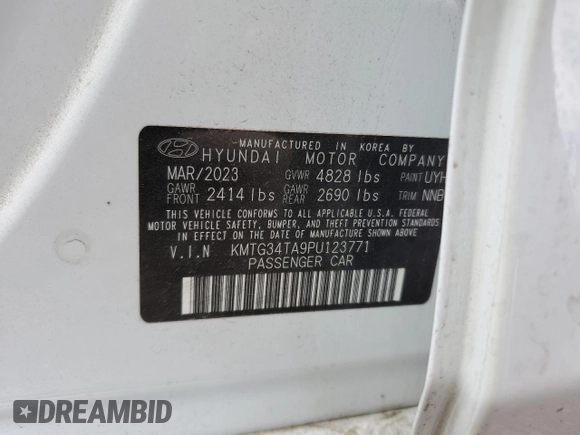 MANUFACTURED IN KOREA BY
HYUNDAI MOTOR COMPANY
MAR/2023 GVWR 4828 lbs PAINT UYH
GAWR FRONT 2414 lbs GAWR REAR 2690 lbs TRIM NNB
THIS VEHICLE CONFORMS TO ALL APPLICABLE U.S.A. FEDERAL
MOTOR VEHICLE SAFETY, BUMPER, AND THEFT PREVENTION
STANDARDS IN EFFECT ON THE DATE OF MANUFACTURE
SHOWN ABOVE.
V.I.N KMTG34TA9PU123771
PASSENGER CAR
DREAMBID